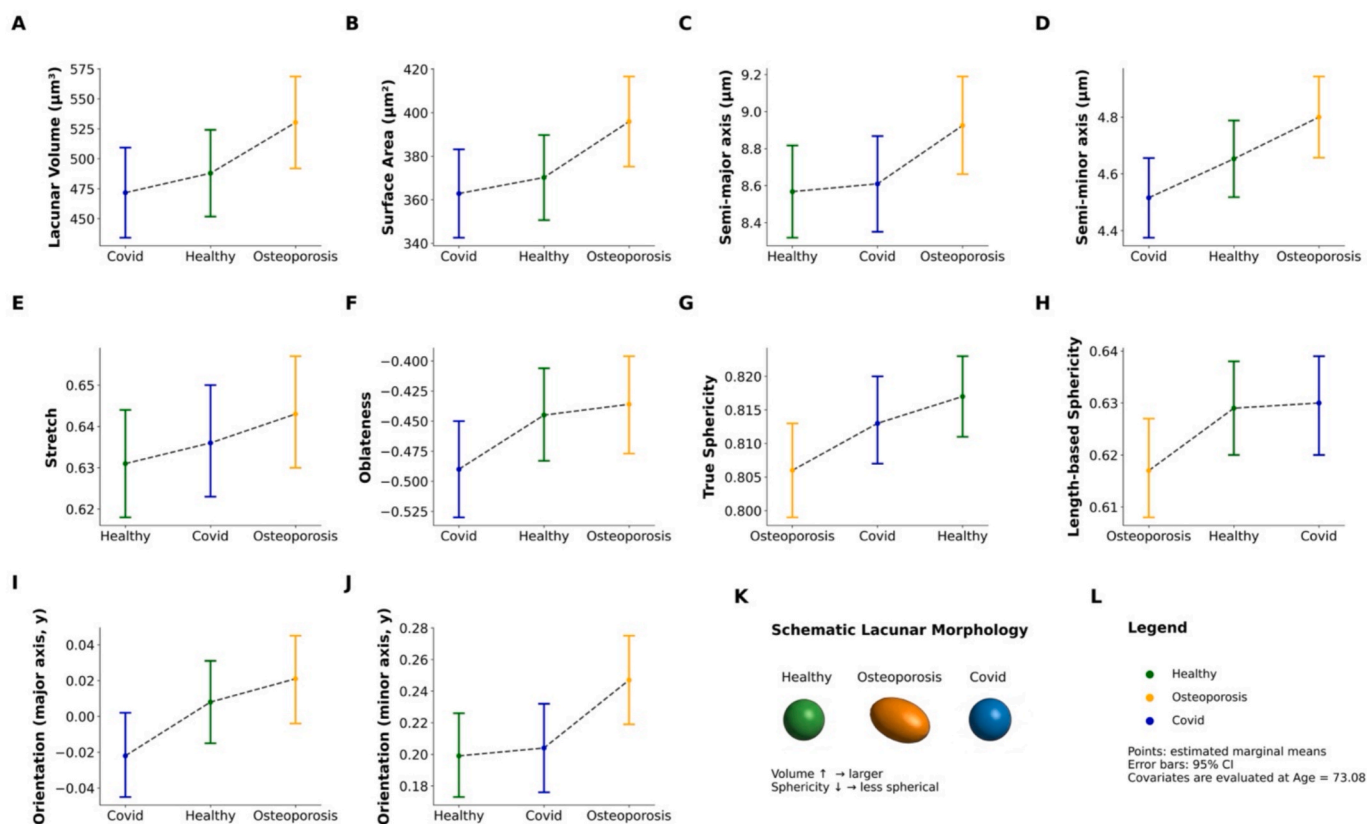 A
B
C
D
Lacunar Volume (µm³)
575
550
525
500
475
450
Covid
Healthy
Osteoporosis
Surface Area (µm²)
420
400
380
360
340
Covid
Healthy
Osteoporosis
Semi-major axis (µm)
9.2
9.0
8.8
8.6
8.4
Healthy
Covid
Osteoporosis
Semi-minor axis (µm)
4.8
4.6
4.4
Covid
Healthy
Osteoporosis
E
F
G
H
Stretch
0.65
0.64
0.63
0.62
Healthy
Covid
Osteoporosis
Oblateness
−0.400
−0.425
−0.450
−0.475
−0.500
−0.525
Covid
Healthy
Osteoporosis
True Sphericity
0.820
0.815
0.810
0.805
0.800
Osteoporosis
Covid
Healthy
Length-based Sphericity
0.64
0.63
0.62
0.61
Osteoporosis
Healthy
Covid
I
J
K
L
Orientation (major axis, y)
0.04
0.02
0.00
−0.02
−0.04
Covid
Healthy
Osteoporosis
Orientation (minor axis, y)
0.28
0.26
0.24
0.22
0.20
0.18
Healthy
Covid
Osteoporosis
Schematic Lacunar Morphology
Healthy
Osteoporosis
Covid
Volume ↑ → larger
Sphericity ↓ → less spherical
Legend
Healthy
Osteoporosis
Covid
Points: estimated marginal means
Error bars: 95% CI
Covariates are evaluated at Age = 73.08